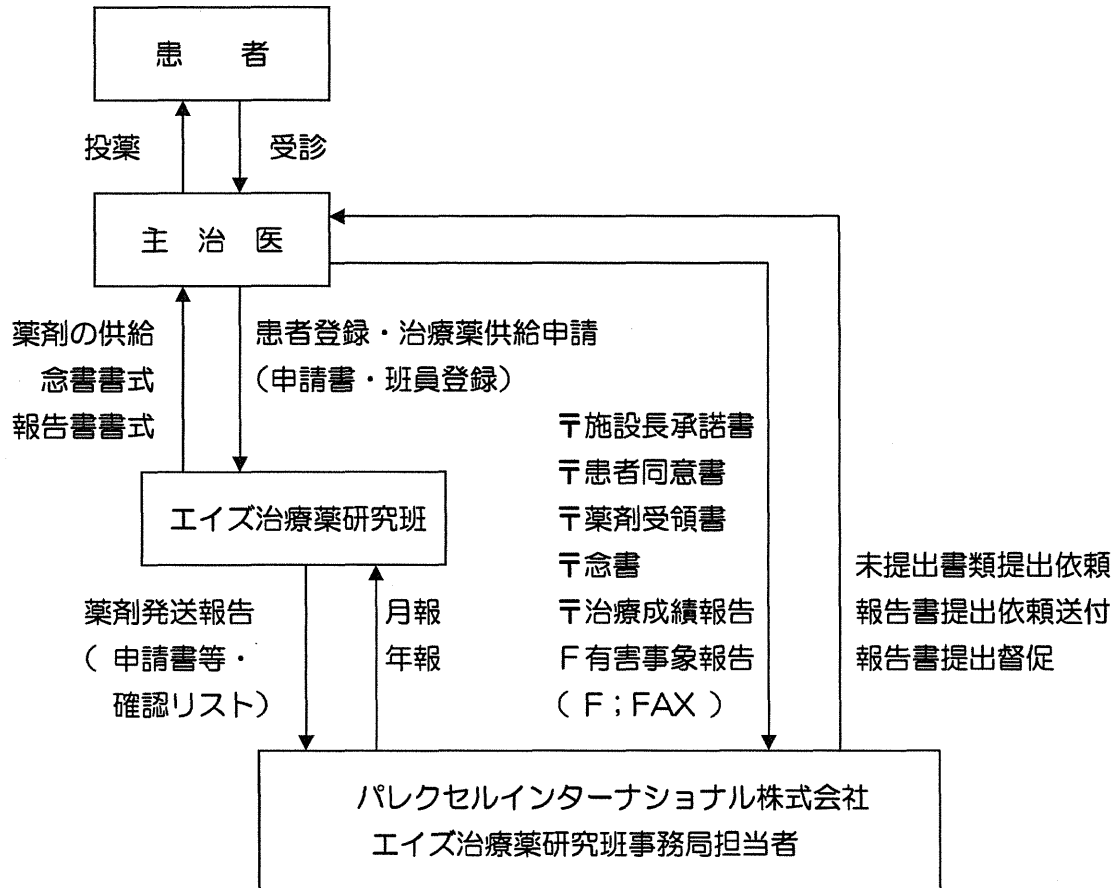 患　者
投薬
受診
主　治　医
薬剤の供給
念書書式
報告書書式
患者登録・治療薬供給申請
（申請書・班員登録）
エイズ治療薬研究班
薬剤発送報告
（ 申請書等・
確認リスト）
月報
年報
〒施設長承諾書
〒患者同意書
〒薬剤受領書
〒念書
〒治療成績報告
F有害事象報告
（ F；FAX ）
未提出書類提出依頼
報告書提出依頼送付
報告書提出督促
パレクセルインターナショナル株式会社
エイズ治療薬研究班事務局担当者